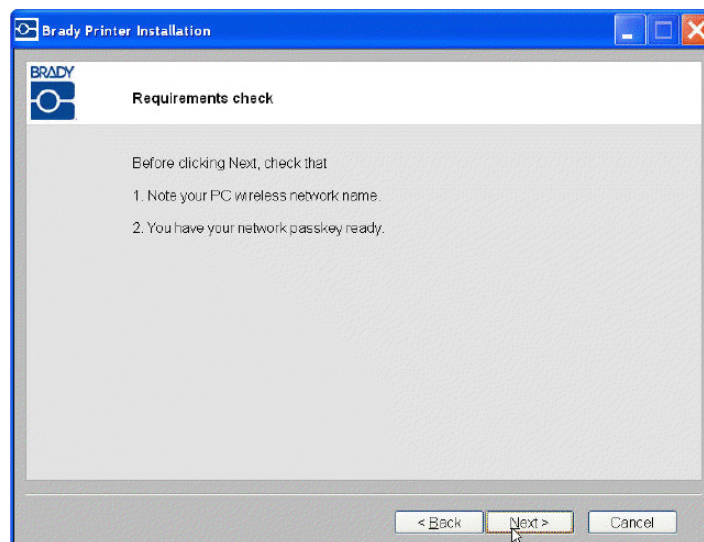 Brady Printer Installation
BRADY
Requirements check
Before clicking Next, check that
1. Note your PC wireless network name.
2. You have your network passkey ready.
< Back
Next >
Cancel